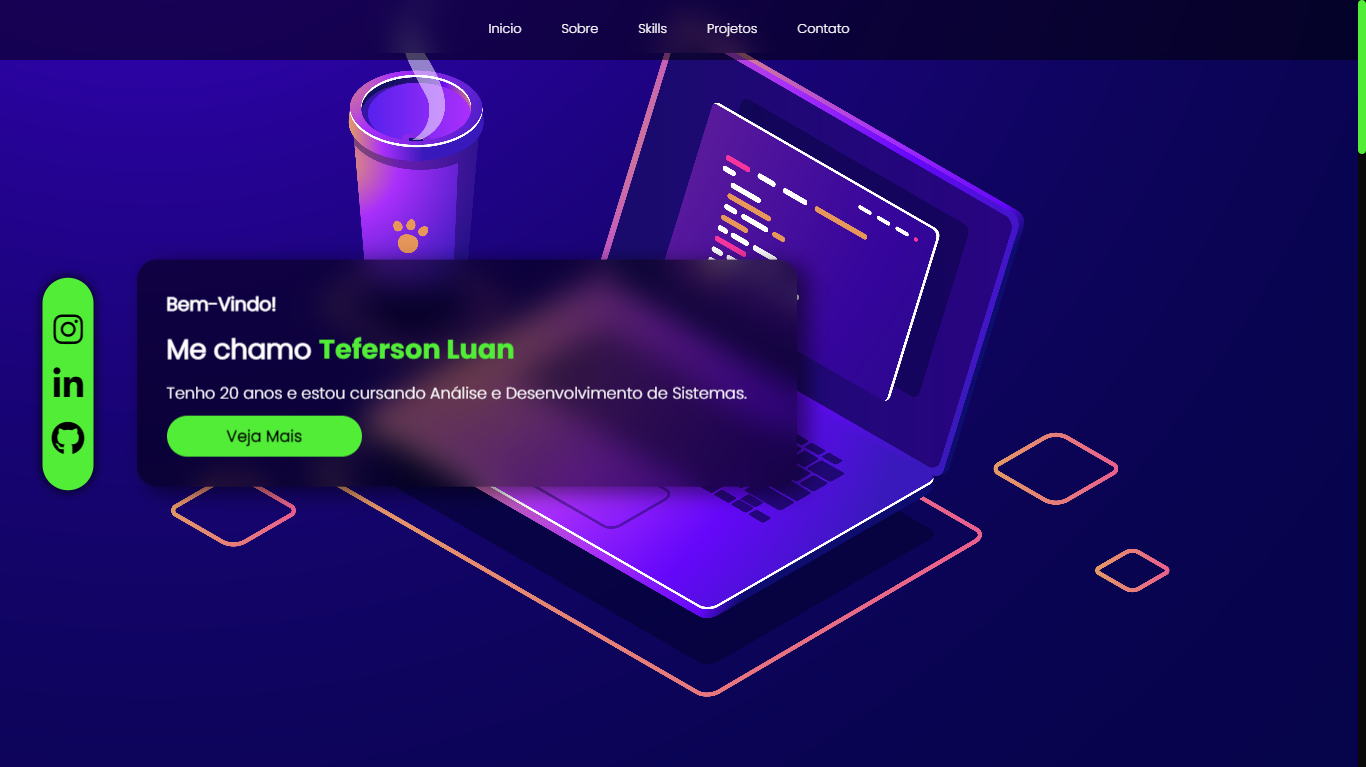 Inicio Sobre Skills Projetos Contato
Bem-Vindo!
Me chamo Teferson Luan
Tenho 20 anos e estou cursando Análise e Desenvolvimento de Sistemas.
Veja Mais
in